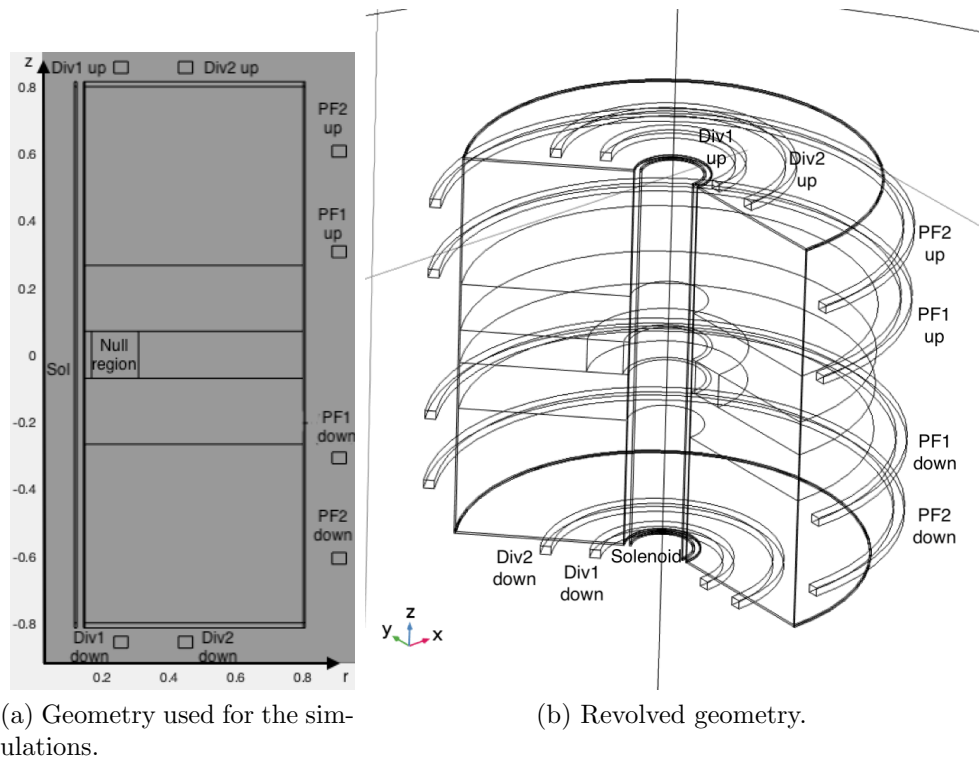 z
Div1 up
Div2 up
0.8
PF2
up
0.6
PF1
up
0.4
0.2
0
Sol
Null
region
-0.2
PF1
down
-0.4
PF2
down
-0.6
-0.8
Div1
down
Div2
down
0.2
0.4
0.6
0.8
r
(a) Geometry used for the sim-
ulations.
Div1
up
Div2
up
PF2
up
PF1
up
PF1
down
PF2
down
Div2
down
Div1
down
Solenoid
z
y
x
(b) Revolved geometry.